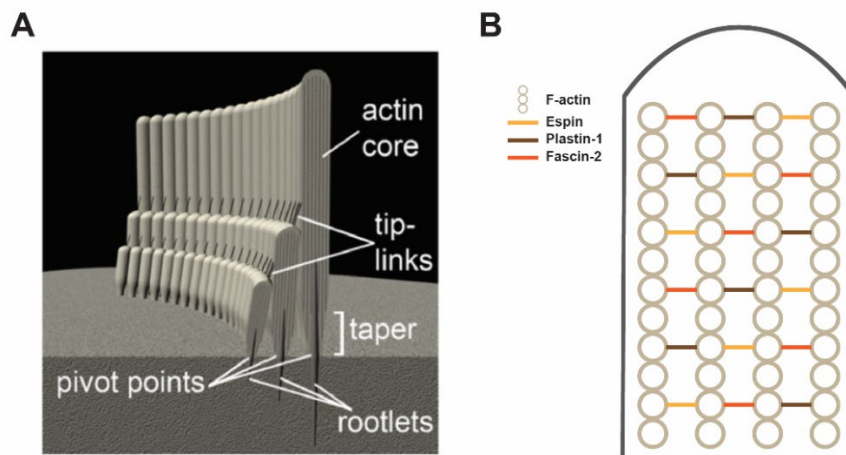 A
B
actin
core
tip-
links
taper
pivot points
rootlets
F-actin
Espin
Plastin-1
Fascin-2